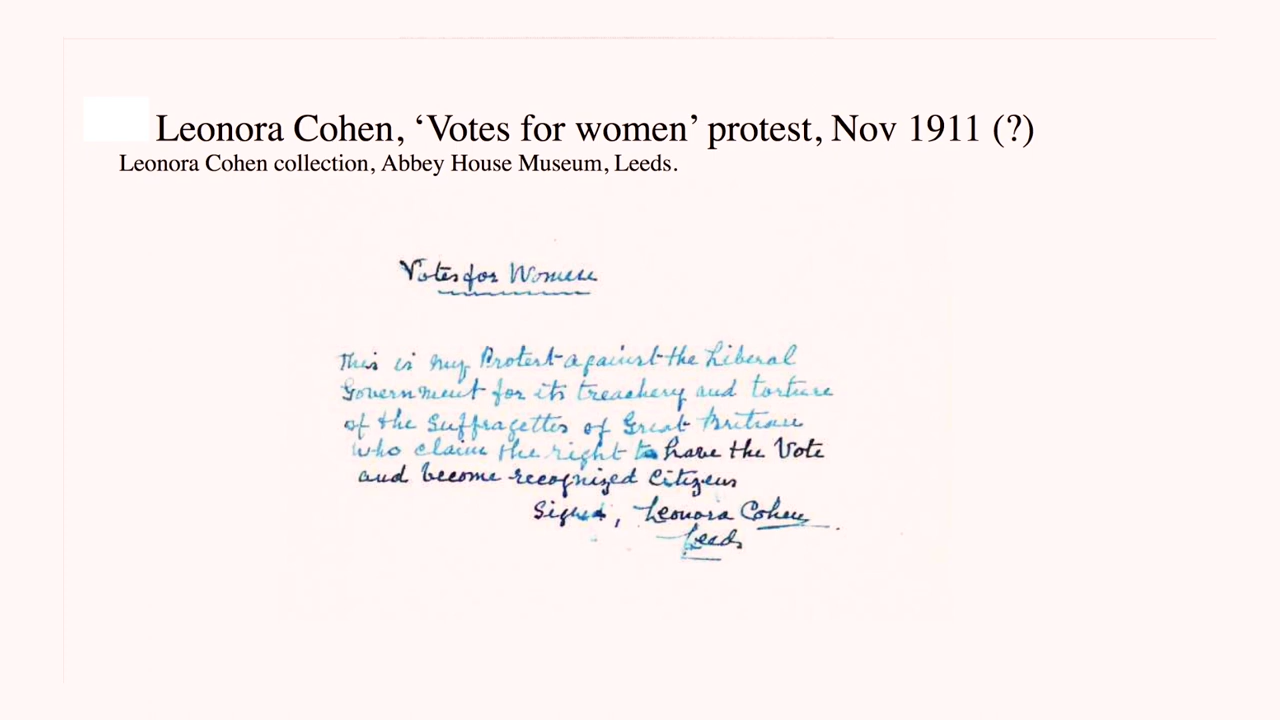 Leonora Cohen, ‘Votes for women’ protest, Nov 1911 (?)
Leonora Cohen collection, Abbey House Museum, Leeds.
Votes for Women
This is my Protest against the Liberal
Government for its treachery and torture
of the Suffragettes of Great Britain
who claim the right to have the Vote
and become recognized Citizens
Signed, Leonora Cohen.
Leeds